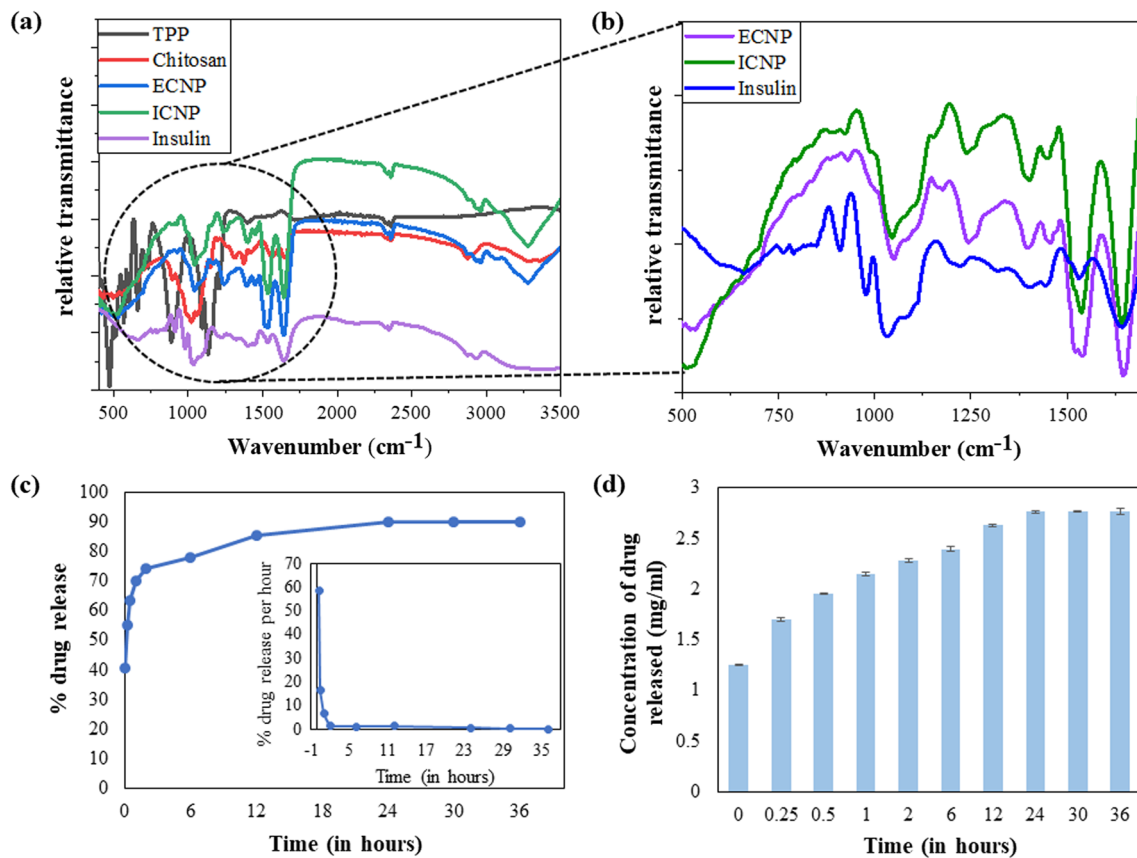 (a)
TPP
Chitosan
ECNP
ICNP
Insulin
relative transmittance
500 1000 1500 2000 2500 3000 3500
Wavenumber (cm-1)
(b)
ECNP
ICNP
Insulin
relative transmittance
500 750 1000 1250 1500
Wavenumber (cm-1)
(c)
100
90
80
70
60
50
40
30
20
10
0
% drug release
0 6 12 18 24 30 36
Time (in hours)
70
60
50
40
30
20
10
0
% drug release per hour
-1 5 11 17 23 29 35
Time (in hours)
(d)
3
2.5
2
1.5
1
0.5
0
Concentration of drug
released (mg/ml)
0 0.25 0.5 1 2 6 12 24 30 36
Time (in hours)